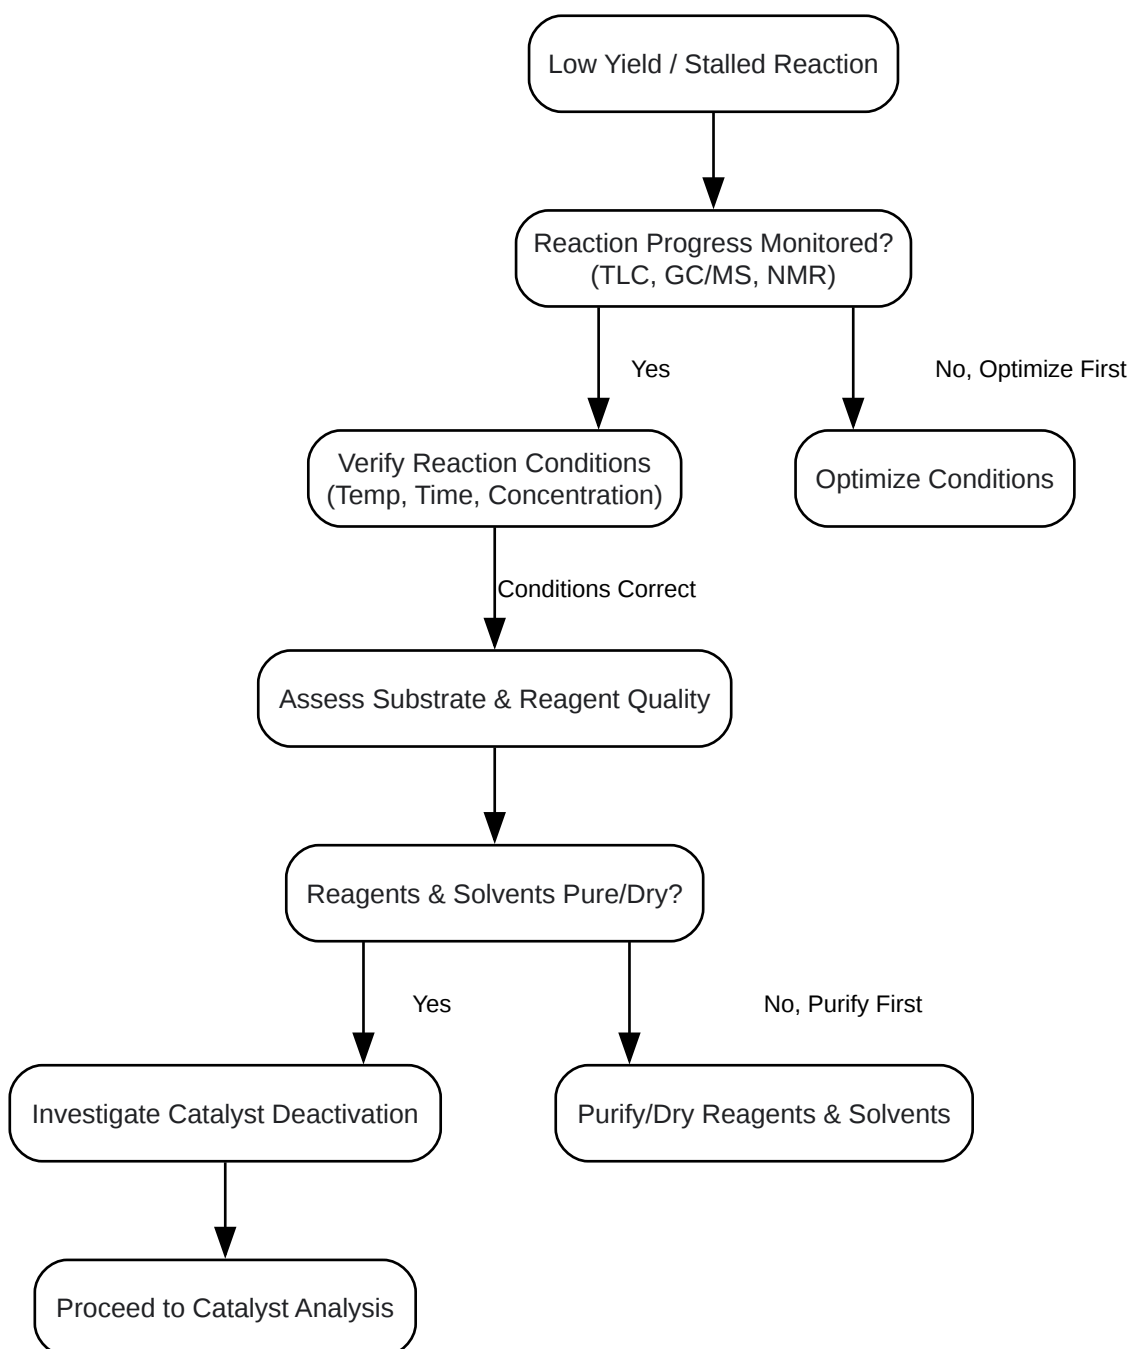 Low Yield / Stalled Reaction
Reaction Progress Monitored?
(TLC, GC/MS, NMR)
Yes
No, Optimize First
Verify Reaction Conditions
(Temp, Time, Concentration)
Optimize Conditions
Conditions Correct
Assess Substrate & Reagent Quality
Reagents & Solvents Pure/Dry?
Yes
No, Purify First
Investigate Catalyst Deactivation
Purify/Dry Reagents & Solvents
Proceed to Catalyst Analysis